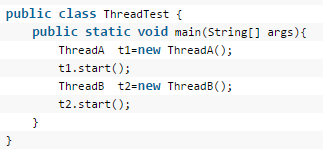 public class ThreadTest {
    public static void main(String[] args){
        ThreadA  t1=new ThreadA();
        t1.start();
        ThreadB  t2=new ThreadB();
        t2.start();
    }
}